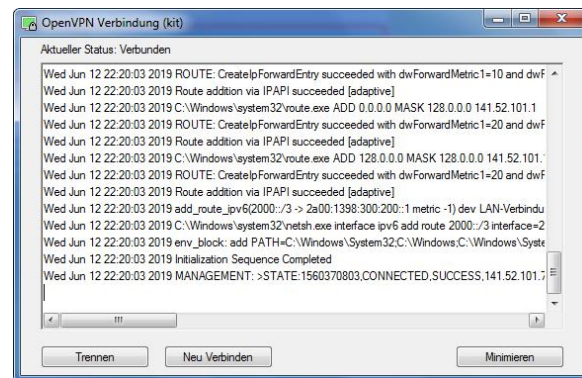 OpenVPN Verbindung (kit)
Aktueller Status: Verbunden
Wed Jun 12 22:20:03 2019 ROUTE: CreateIpForwardEntry succeeded with dwForwardMetric1=10 and dwF
Wed Jun 12 22:20:03 2019 Route addition via IPAPI succeeded [adaptive]
Wed Jun 12 22:20:03 2019 C:\Windows\system32\route.exe ADD 0.0.0.0 MASK 128.0.0.0 141.52.101.1
Wed Jun 12 22:20:03 2019 ROUTE: CreateIpForwardEntry succeeded with dwForwardMetric1=20 and dwF
Wed Jun 12 22:20:03 2019 Route addition via IPAPI succeeded [adaptive]
Wed Jun 12 22:20:03 2019 C:\Windows\system32\route.exe ADD 128.0.0.0 MASK 128.0.0.0 141.52.101.
Wed Jun 12 22:20:03 2019 ROUTE: CreateIpForwardEntry succeeded with dwForwardMetric1=20 and dwF
Wed Jun 12 22:20:03 2019 Route addition via IPAPI succeeded [adaptive]
Wed Jun 12 22:20:03 2019 add_route_ipv6(2000::/3 -> 2a00:1398:300:200::1 metric -1) dev LAN-Verbindu
Wed Jun 12 22:20:03 2019 C:\Windows\system32\netsh.exe interface ipv6 add route 2000::/3 interface=2
Wed Jun 12 22:20:03 2019 env_block: add PATH=C:\Windows\System32;C:\Windows;C:\Windows\Syste
Wed Jun 12 22:20:03 2019 Initialization Sequence Completed
Wed Jun 12 22:20:03 2019 MANAGEMENT: >STATE:1560370803,CONNECTED,SUCCESS,141.52.101.7
Trennen
Neu Verbinden
Minimieren